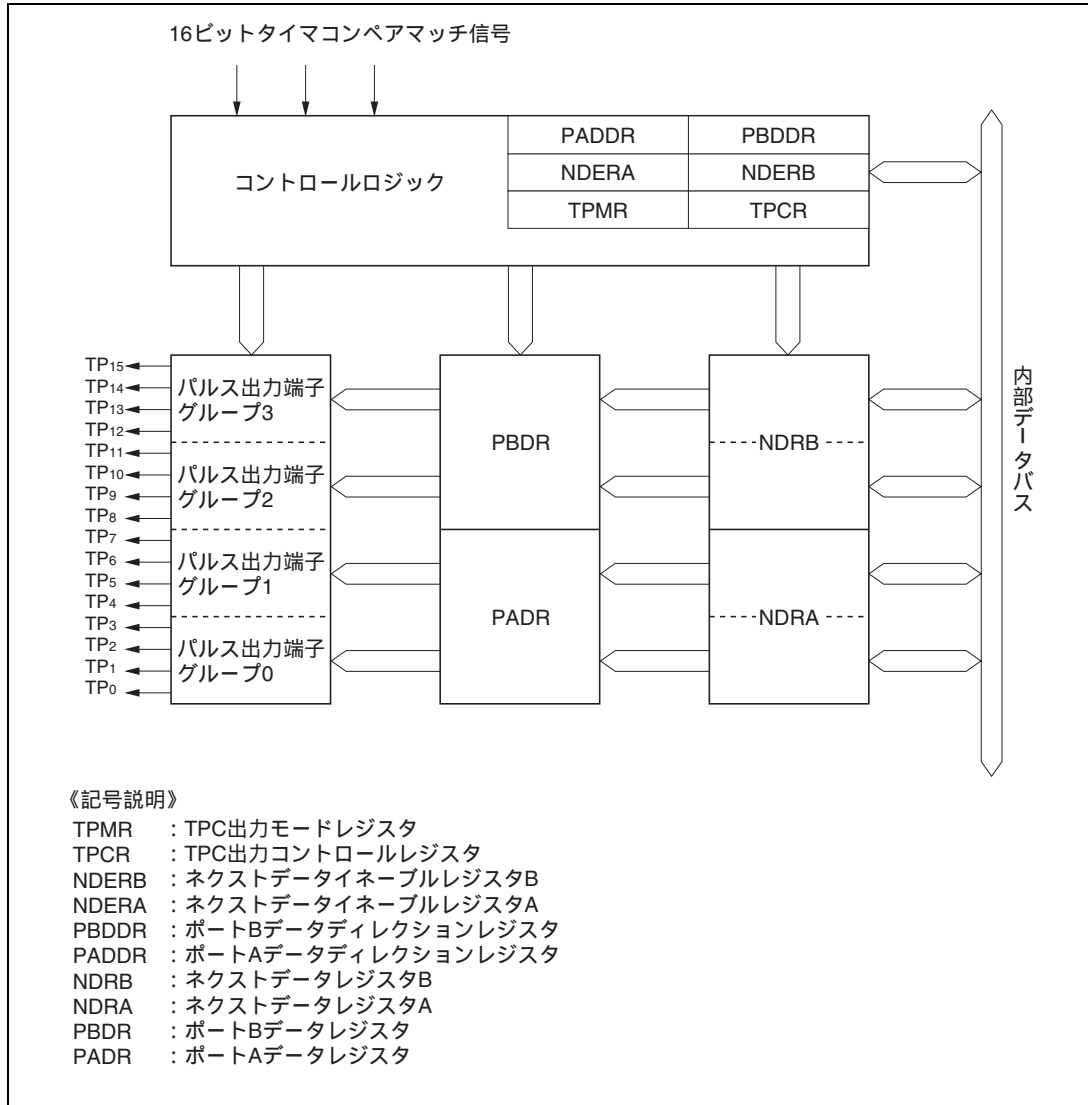 16ビットタイマコンペアマッチ信号
コントロールロジック
PADDR PBDDR
NDERA NDERB
TPMR TPCR
内部データバス
TP15
TP14
TP13
TP12
TP11
TP10
TP9
TP8
TP7
TP6
TP5
TP4
TP3
TP2
TP1
TP0
パルス出力端子
グループ3
パルス出力端子
グループ2
パルス出力端子
グループ1
パルス出力端子
グループ0
PBDR
PADR
NDRB
NDRA
《記号説明》
TPMR :TPC出力モードレジスタ
TPCR :TPC出力コントロールレジスタ
NDERB :ネクストデータイネーブルレジスタB
NDERA :ネクストデータイネーブルレジスタA
PBDDR :ポートBデータディレクションレジスタ
PADDR :ポートAデータディレクションレジスタ
NDRB :ネクストデータレジスタB
NDRA :ネクストデータレジスタA
PBDR :ポートBデータレジスタ
PADR :ポートAデータレジスタ